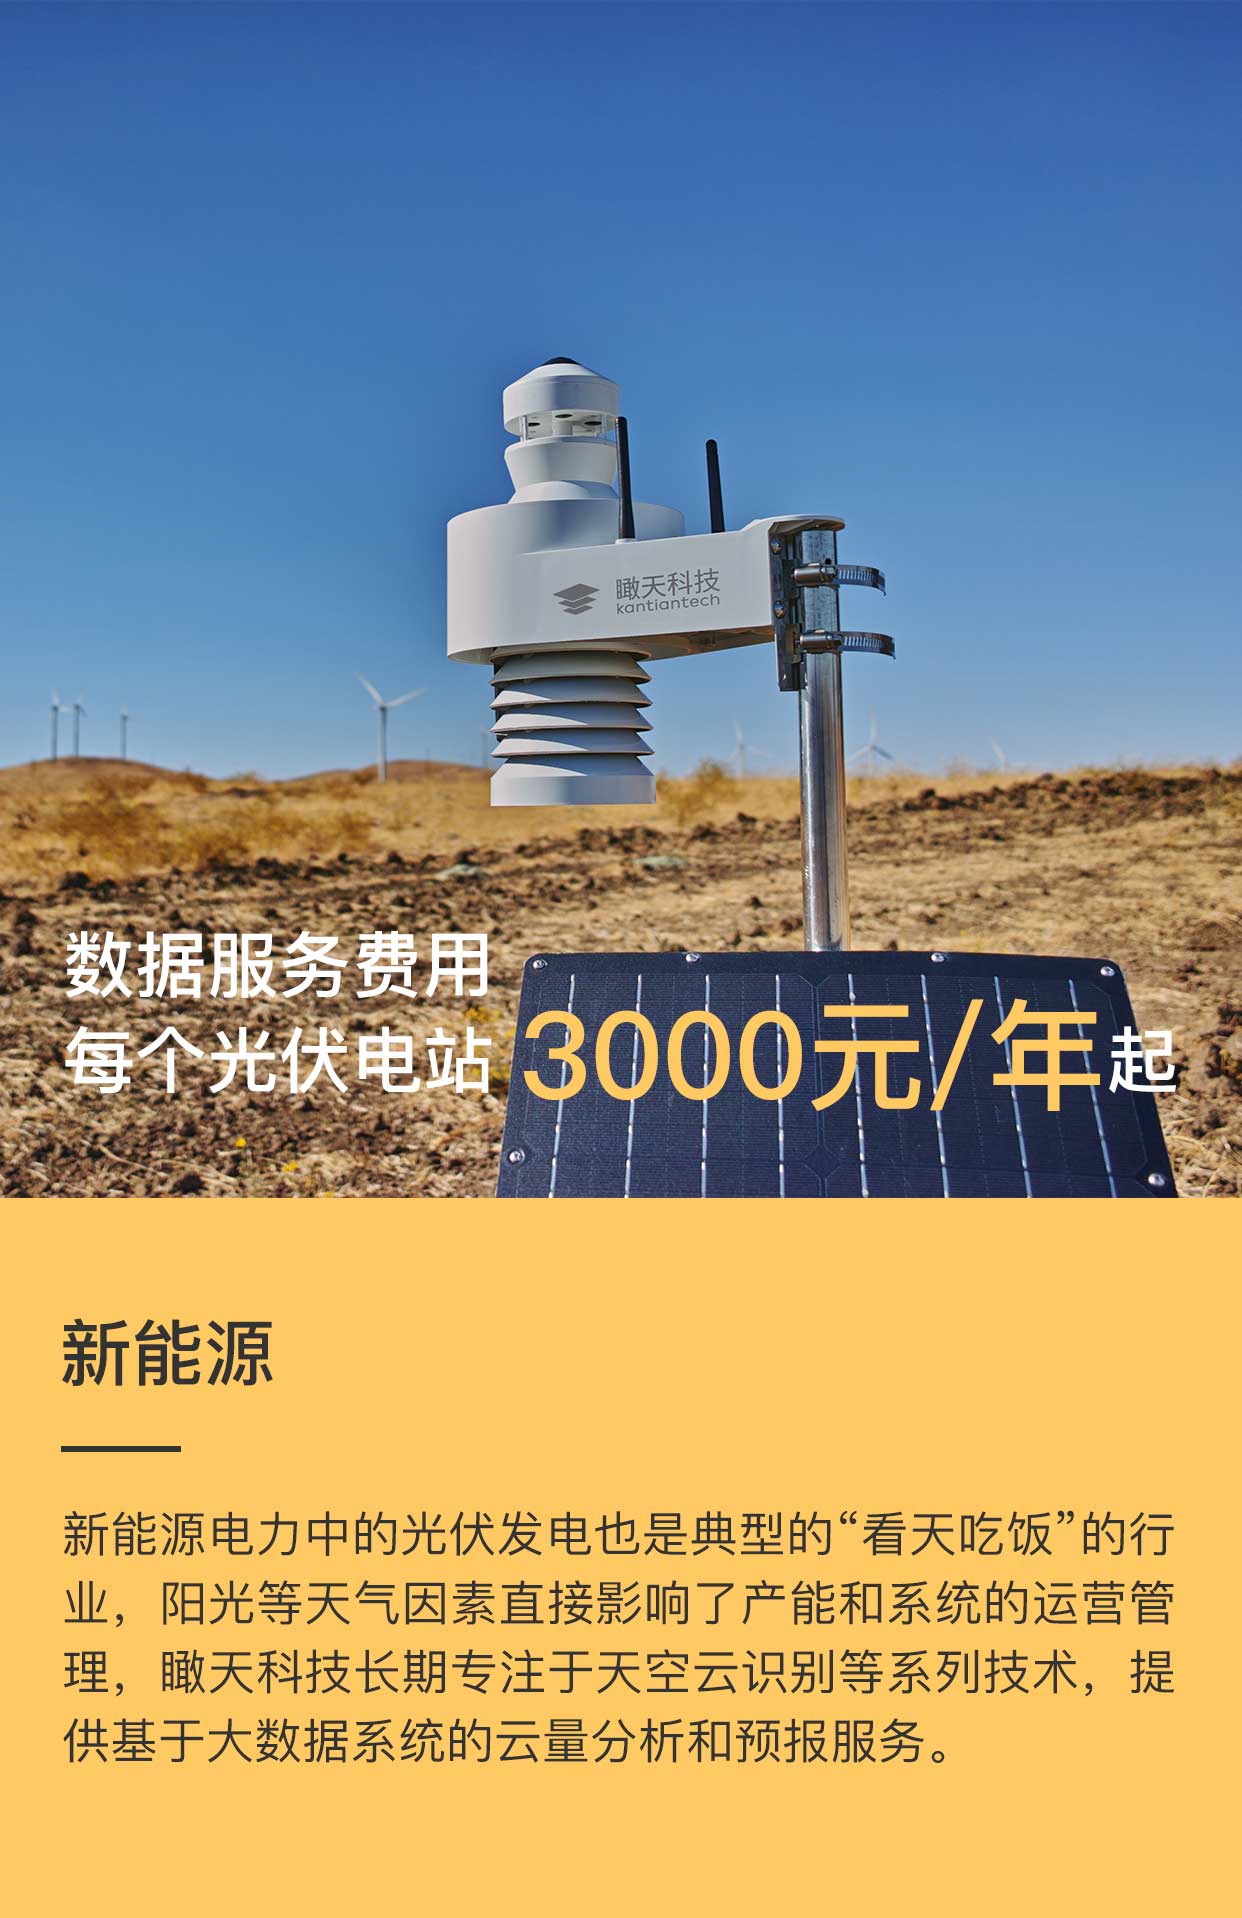 瞰天科技
kantiantech
数据服务费用
每个光伏电站 3000元/年起
新能源
新能源电力中的光伏发电也是典型的“看天吃饭”的行
业，阳光等天气因素直接影响了产能和系统的运营管
理，瞰天科技长期专注于天空云识别等系列技术，提
供基于大数据系统的云量分析和预报服务。